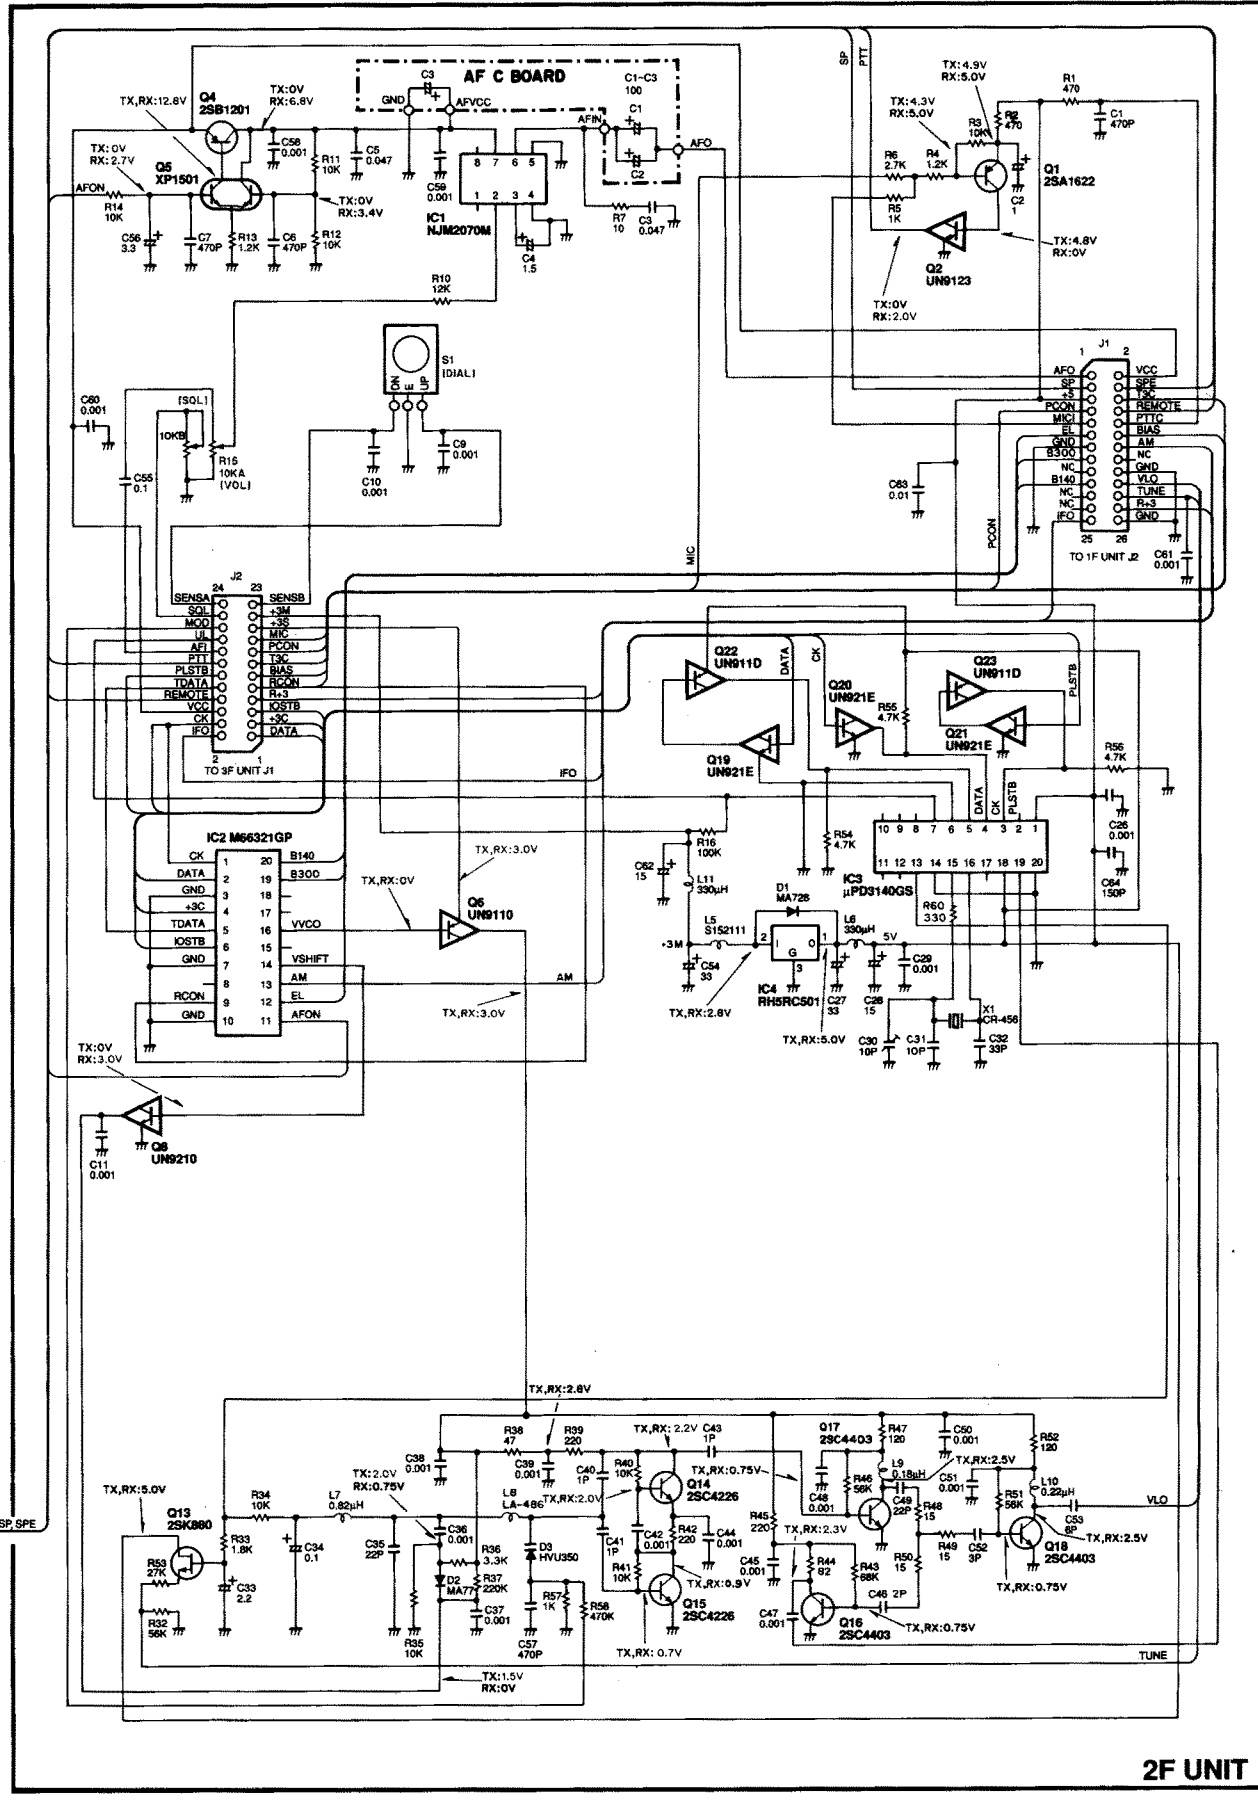 AF C BOARD
C3
C1~C3
100
GND
AFVCC
AFIN
C1
C2
AFO
Q4
2SB1201
TX,RX:12.8V
TX:0V
RX:6.8V
TX:0V
RX:2.7V
Q5
XP1501
AFON
R14
10K
C56
3.3
C7
470P
R13
1.2K
C6
470P
R12
10K
R11
10K
C58
0.001
C5
0.047
C59
0.001
TX:0V
RX:3.4V
8 7 6 5
1 2 3 4
IC1
NJM2070M
C4
1.5
R7
10
C3
0.047
R10
12K
SP
PTT
TX:4.9V
RX:5.0V
TX:4.3V
RX:5.0V
R1
470
R2
470
C1
470P
R3
10K
R6
2.7K
R4
1.2K
R5
1K
Q1
2SA1622
C2
1
Q2
UN9123
TX:4.8V
RX:0V
TX:0V
RX:2.0V
S1
[DIAL]
DN
E
UP
C10
0.001
C9
0.001
C60
0.001
[SQL]
10KB
R15
10KA
[VOL]
C55
0.1
J1
1 2
AFO VCC
SP SPE
+5 T3C
PCON REMOTE
MICI PTTC
EL BIAS
GND AM
B300 NC
NC GND
B140 VLO
NC TUNE
NC R+3
IFO GND
25 26
TO 1F UNIT J2
C63
0.01
C61
0.001
MIC
PCON
J2
24 23
SENSA SENSB
SQL +3M
MOD +3S
UL MIC
AFI PCON
PTT T3C
PLSTB BIAS
TDATA RCON
REMOTE R+3
VCC IOSTB
CK +3C
IFO DATA
2 1
TO 3F UNIT J1
IFO
Q22
UN911D
DATA
CK
Q20
UN921E
R55
4.7K
Q23
UN911D
PLSTB
Q21
UN921E
Q19
UN921E
R56
4.7K
DATA
CK
PLSTB
C26
0.001
C64
150P
10 9 8 7 6 5 4 3 2 1
11 12 13 14 15 16 17 18 19 20
IC3
μPD3140GS
R54
4.7K
R16
100K
C62
15
L11
330μH
R60
330
IC2 M66321GP
CK 1 20 B140
DATA 2 19 B300
GND 3 18
+3C 4 17
TDATA 5 16 VVCO
IOSTB 6 15
GND 7 14 VSHIFT
8 13 AM
RCON 9 12 EL
GND 10 11 AFON
TX,RX:0V
TX,RX:3.0V
Q6
UN9110
TX,RX:3.0V
AM
+3M
L5
S152111
C54
33
D1
MA728
2 I O 1
G
3
IC4
RH5RC501
TX,RX:2.8V
TX,RX:5.0V
L6
330μH
5V
C27
33
C28
15
C29
0.001
C30
10P
C31
10P
X1
CR-456
C32
33P
TX:0V
RX:3.0V
Q8
UN9210
C11
0.001
TX,RX:5.0V
Q13
2SK880
R34
10K
R33
1.8K
R53
27K
C33
2.2
R32
56K
C34
0.1
L7
0.82μH
C35
22P
TX:2.0V
RX:0.75V
C38
0.001
C36
0.001
R35
10K
R36
3.3K
D2
MA77
R37
220K
C37
0.001
TX:1.5V
RX:0V
R38
47
TX,RX:2.8V
R39
220
C39
0.001
L8
LA-486
D3
HVU350
C57
470P
R57
1K
R58
470K
C40
1P
C41
1P
R40
10K
TX,RX:2.0V
C42
0.001
R41
10K
TX,RX: 2.2V
Q14
2SC4226
R42
220
C44
0.001
TX,RX:0.9V
Q15
2SC4226
TX,RX: 0.7V
C43
1P
TX,RX:0.75V
R45
220
C45
0.001
C47
0.001
TX,RX:2.3V
R44
82
Q16
2SC4403
R43
68K
C46 2P
TX,RX:0.75V
Q17
2SC4403
C48
0.001
R46
56K
R47
120
L9
0.18μH
C49
22P
R48
15
R50
15
R49
15
C52
3P
C50
0.001
TX,RX:2.5V
C51
0.001
R51
56K
R52
120
L10
0.22μH
C53
6P
VLO
Q18
2SC4403
TX,RX:2.5V
TX,RX:0.75V
TUNE
SP, SPE
2F UNIT